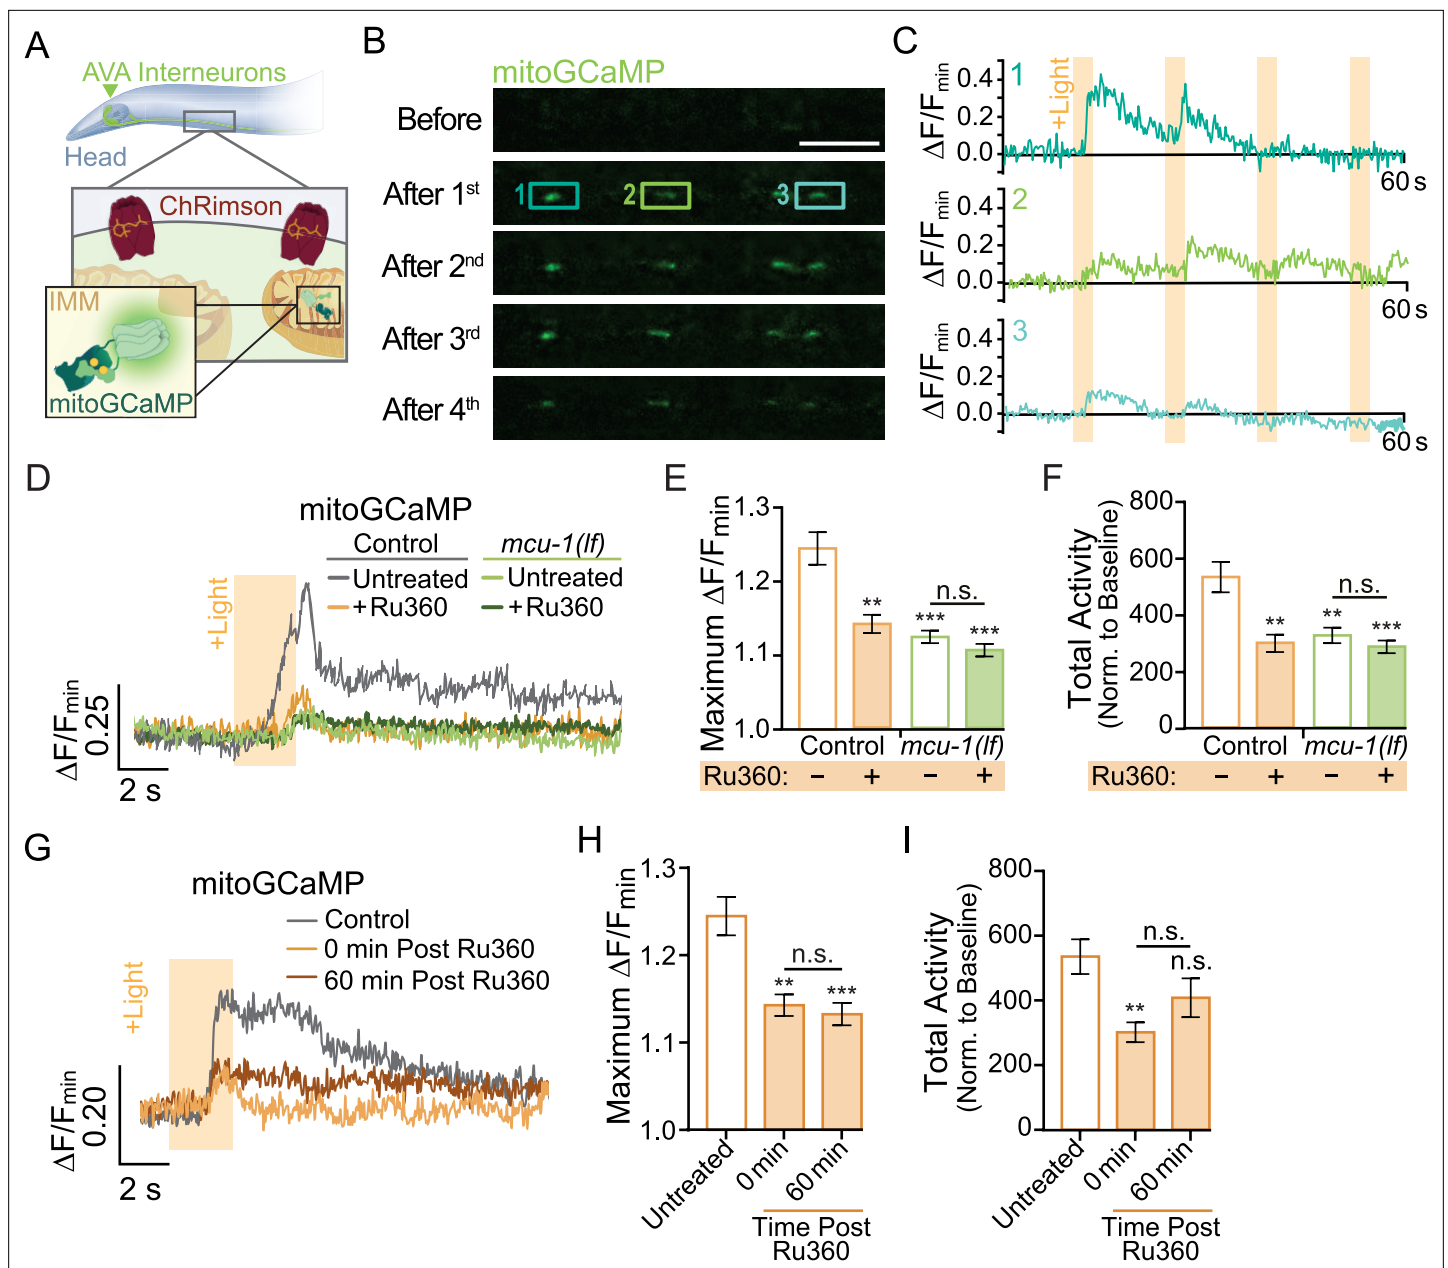 A
AVA Interneurons
Head
ChRimson
IMM
mitoGCaMP
B
mitoGCaMP
Before
After 1st
1
2
3
After 2nd
After 3rd
After 4th
C
1
+Light
ΔF/Fmin
0.4
0.2
0.0
60 s
2
ΔF/Fmin
0.4
0.2
0.0
60 s
3
ΔF/Fmin
0.4
0.2
0.0
60 s
D
mitoGCaMP
Control
mcu-1(lf)
Untreated
Untreated
+Ru360
+Ru360
+Light
ΔF/Fmin
0.25
2 s
E
Maximum ΔF/Fmin
1.3
1.2
1.1
1.0
**
***
n.s.
***
Control
mcu-1(lf)
Ru360: − + − +
F
Total Activity
(Norm. to Baseline)
800
600
400
200
0
**
**
n.s.
***
Control
mcu-1(lf)
Ru360: − + − +
G
mitoGCaMP
Control
0 min Post Ru360
60 min Post Ru360
+Light
ΔF/Fmin
0.20
2 s
H
Maximum ΔF/Fmin
1.3
1.2
1.1
1.0
n.s.
**
***
Untreated
0 min
60 min
Time Post
Ru360
I
Total Activity
(Norm. to Baseline)
800
600
400
200
0
n.s.
n.s.
**
Untreated
0 min
60 min
Time Post
Ru360